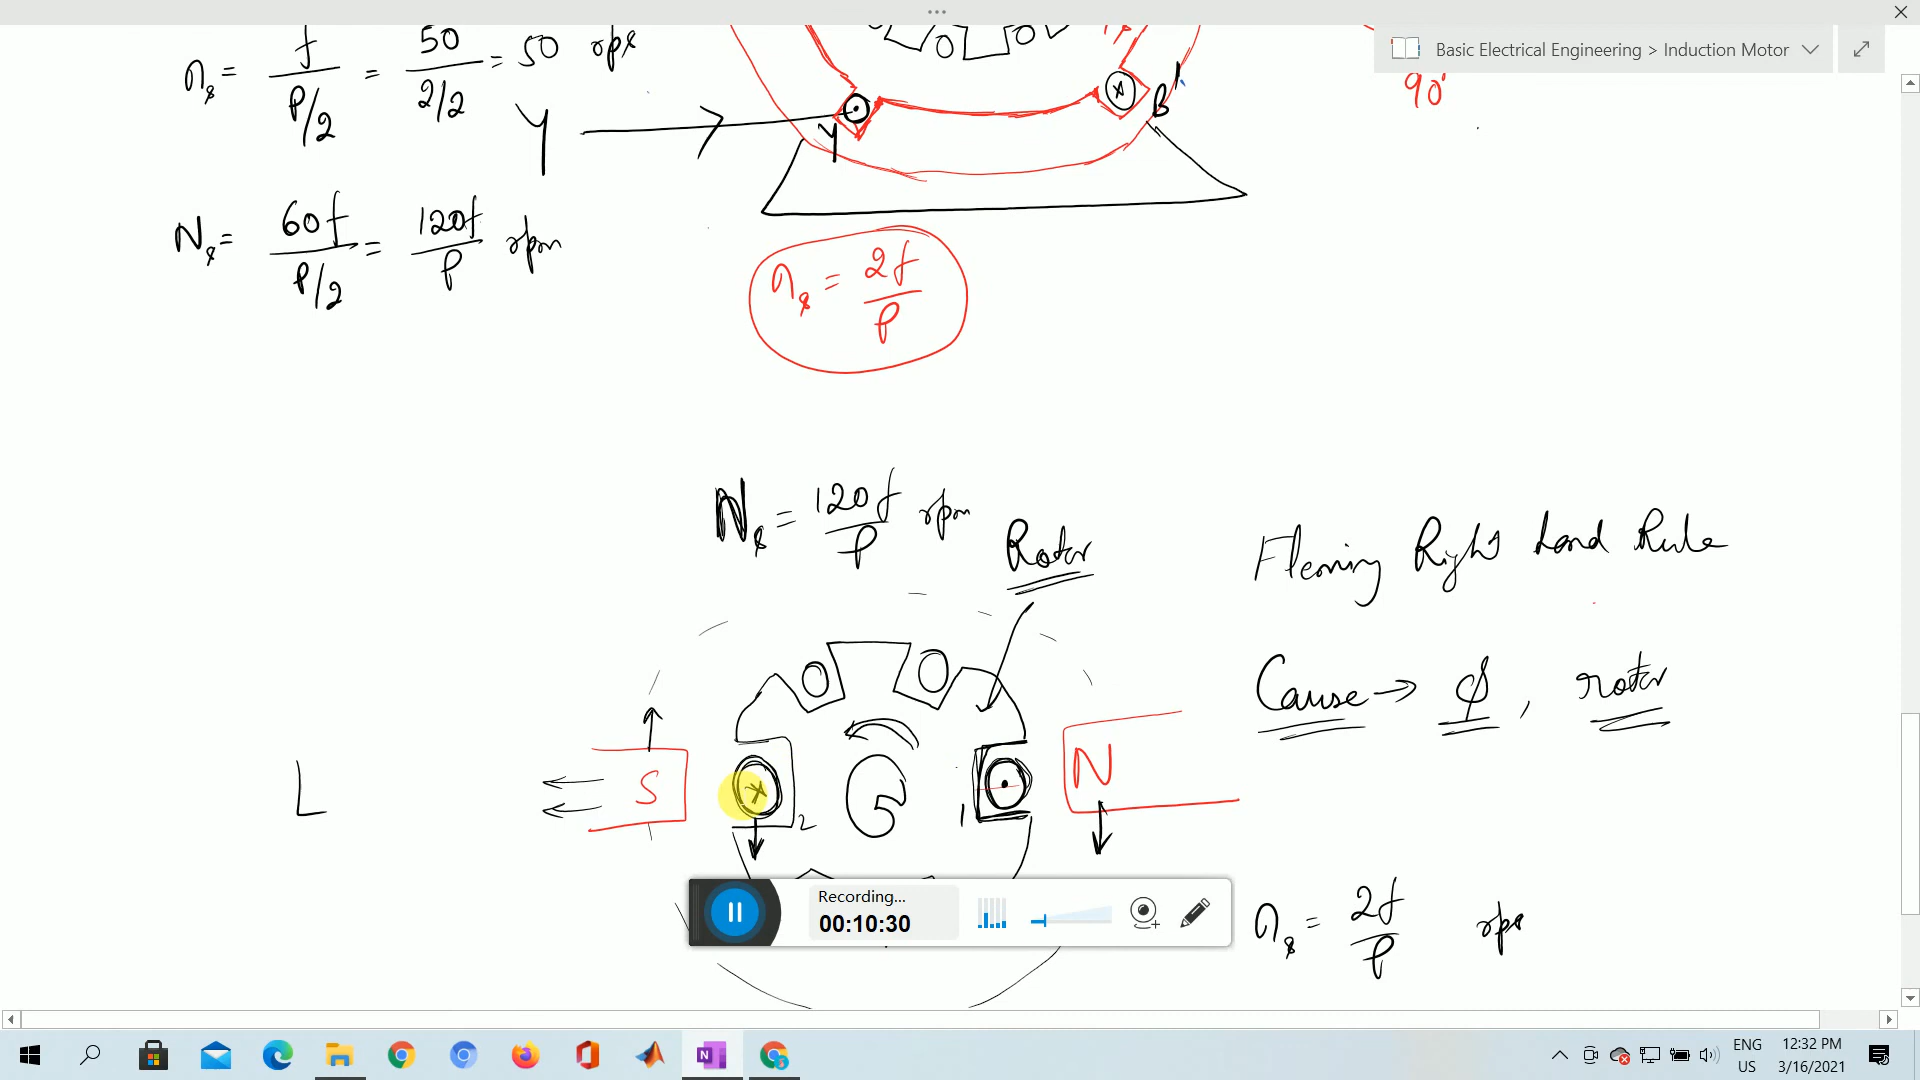 Basic Electrical Engineering > Induction Motor
ns = f / P/2 = 50 / 2/2 = 50 rps
Y
Y
B'
90°
Ns = 60f / P/2 = 120f / P rpm
ns = 2f / P
Ns = 120f / P rpm
Rotor
Fleming Right hand Rule
Cause → ϕ, rotor
L
S
x
2
1
N
Recording...
00:10:30
ns = 2f / P rps
ENG
US
12:32 PM
3/16/2021